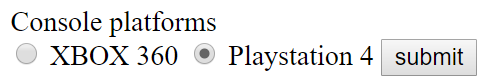 Console platforms
XBOX 360 Playstation 4 submit